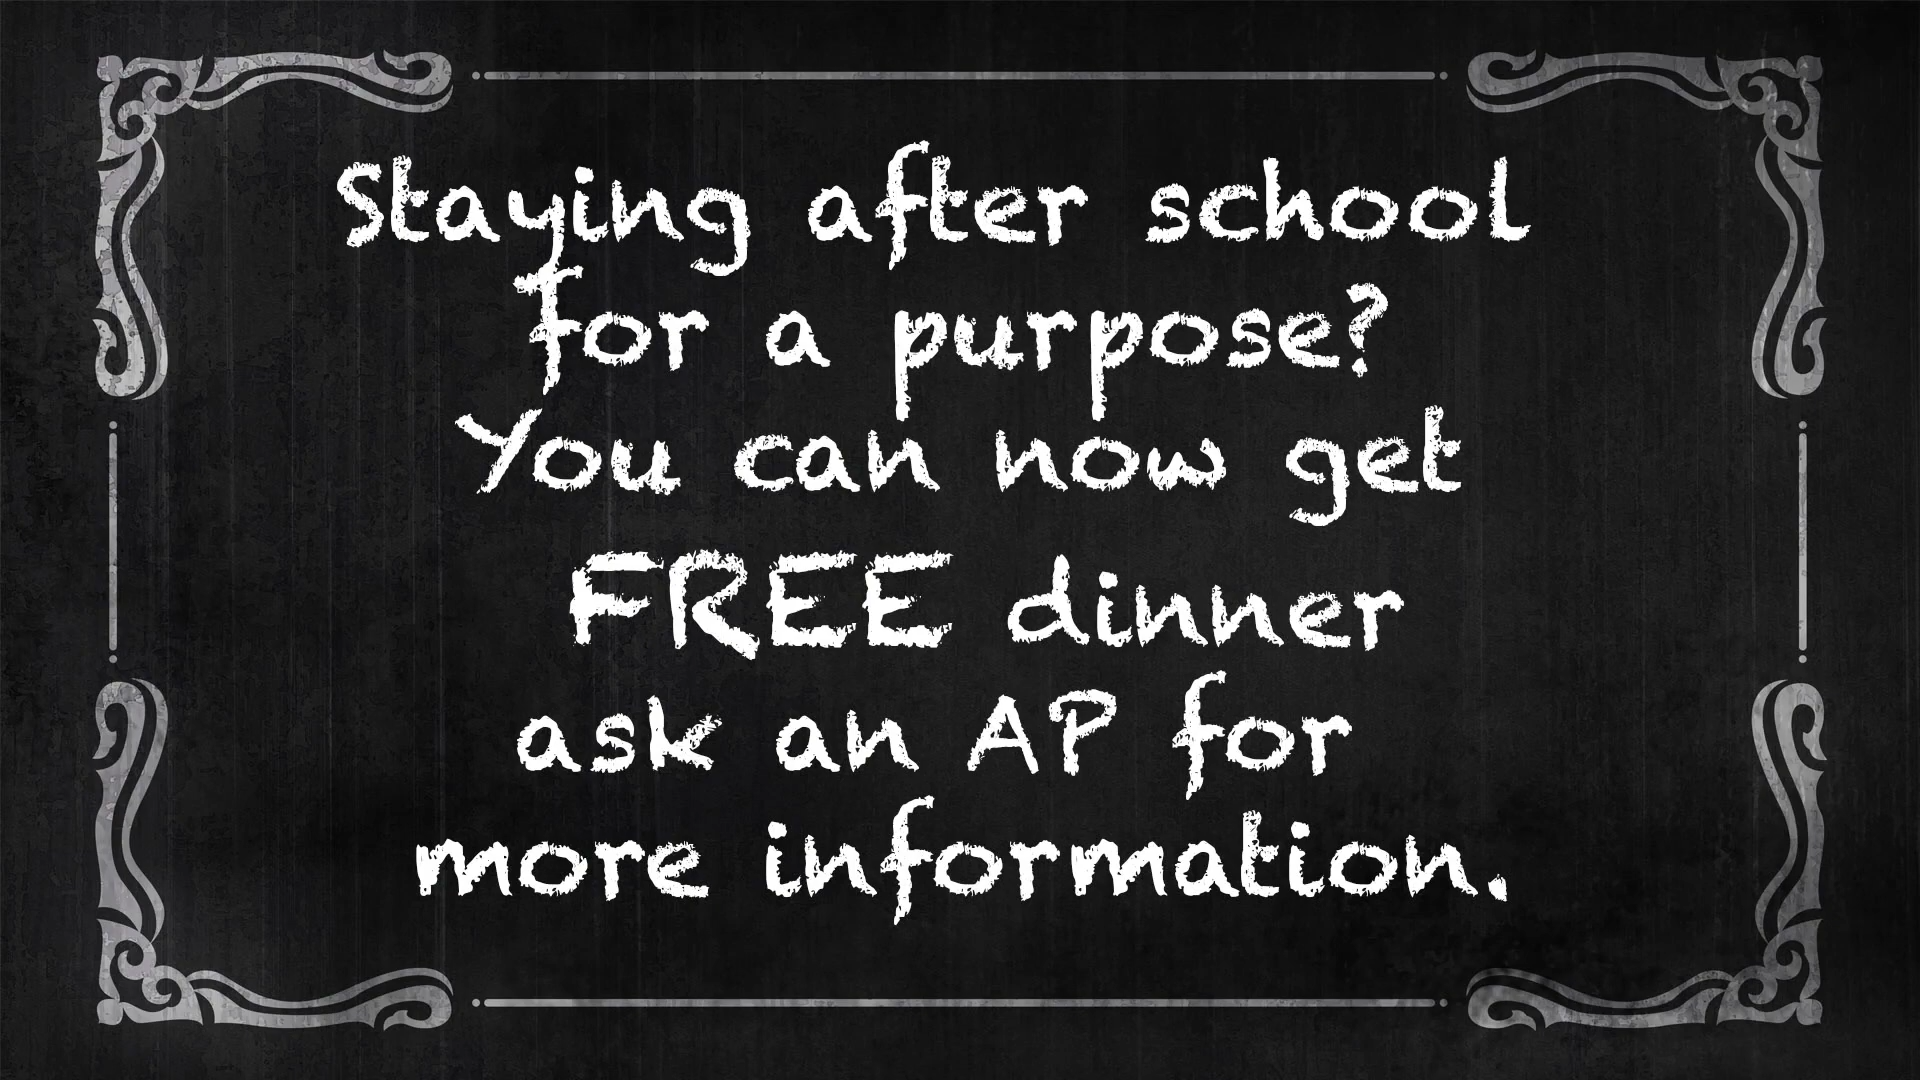 Staying after school
for a purpose?
You can now get
FREE dinner
ask an AP for
more information.